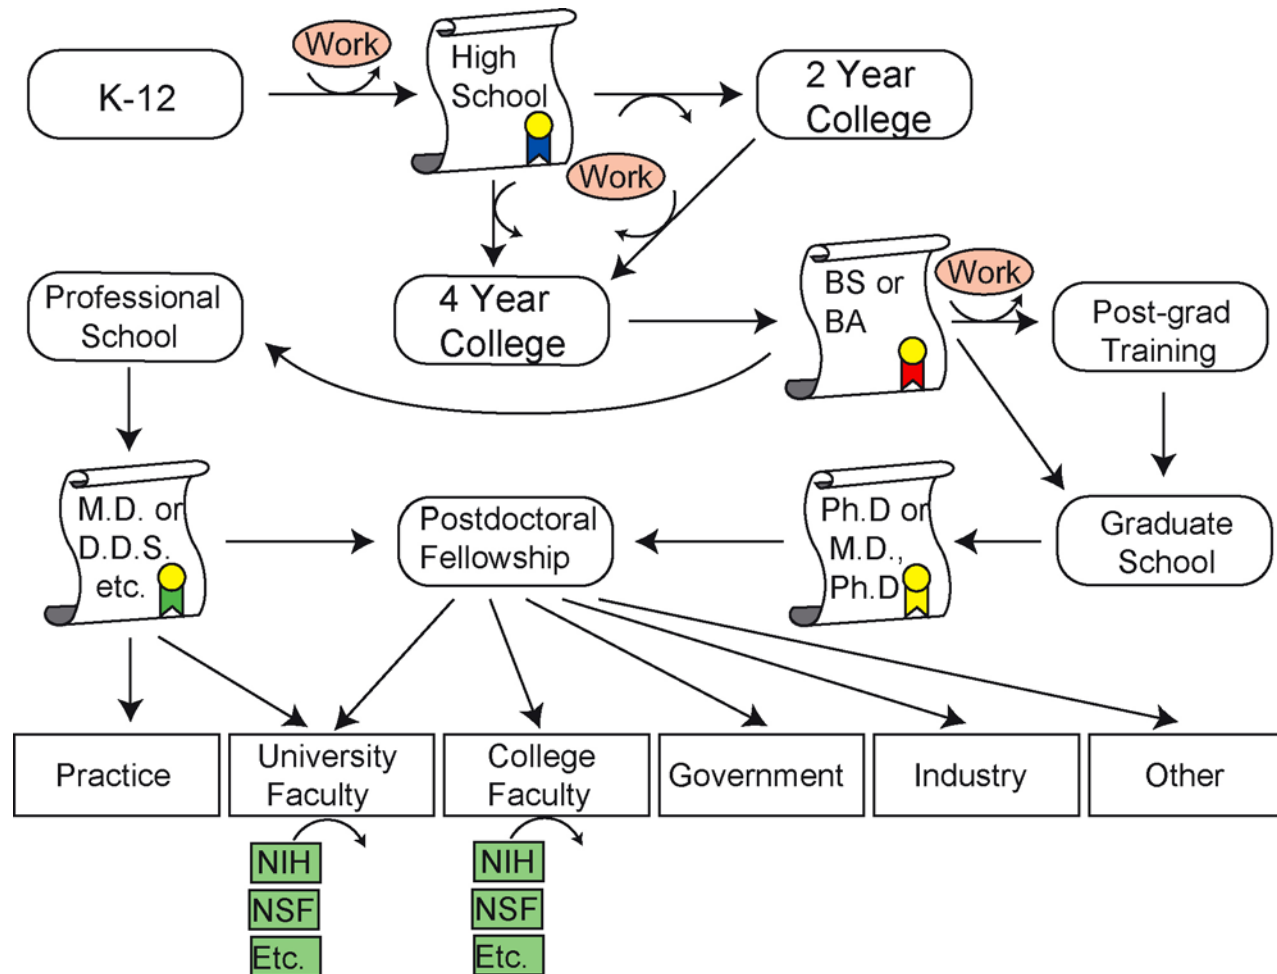 Work
K-12
High
School
2 Year
College
Work
Professional
School
4 Year
College
BS or
BA
Work
Post-grad
Training
M.D. or
D.D.S.
etc.
Postdoctoral
Fellowship
Ph.D or
M.D.,
Ph.D
Graduate
School
Practice
University
Faculty
College
Faculty
Government
Industry
Other
NIH
NSF
Etc.
NIH
NSF
Etc.